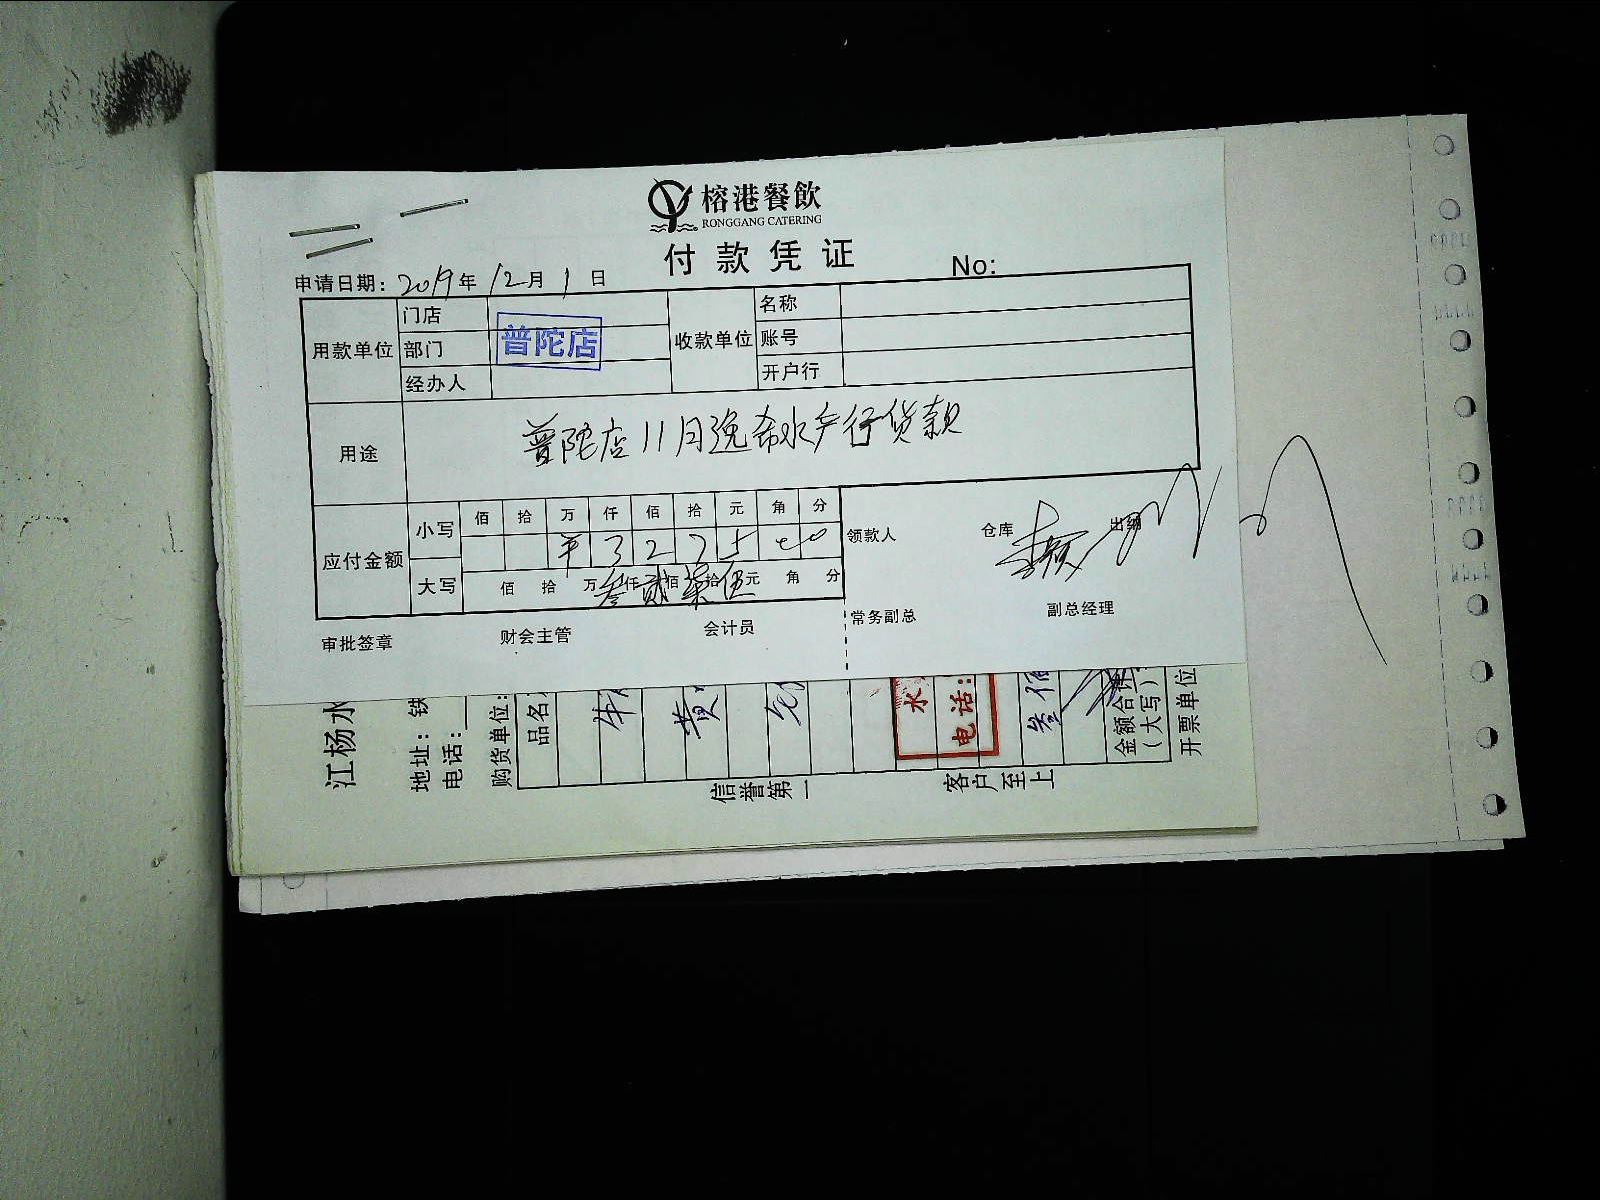 榕港餐飲
RONGGANG CATERING
付款凭证
No:
申请日期：2019年12月1日
用款单位 门店 收款单位 名称
部门 普陀店 账号
经办人 开户行
用途 普陀店11月逸希水产行货款
应付金额 小写 佰 拾 万 仟 佰 拾 元 角 分
¥ 3 2 7 5
大写 佰 拾 万叁仟贰佰柒拾伍元 角 分
领款人 仓库 出纳
审批签章 财会主管 会计员 常务副总 副总经理
江杨水
地址：铁
电话：
购货单位：
品名
水
电话：
金额合计
（大写）
开票单位
信誉第一 客户至上